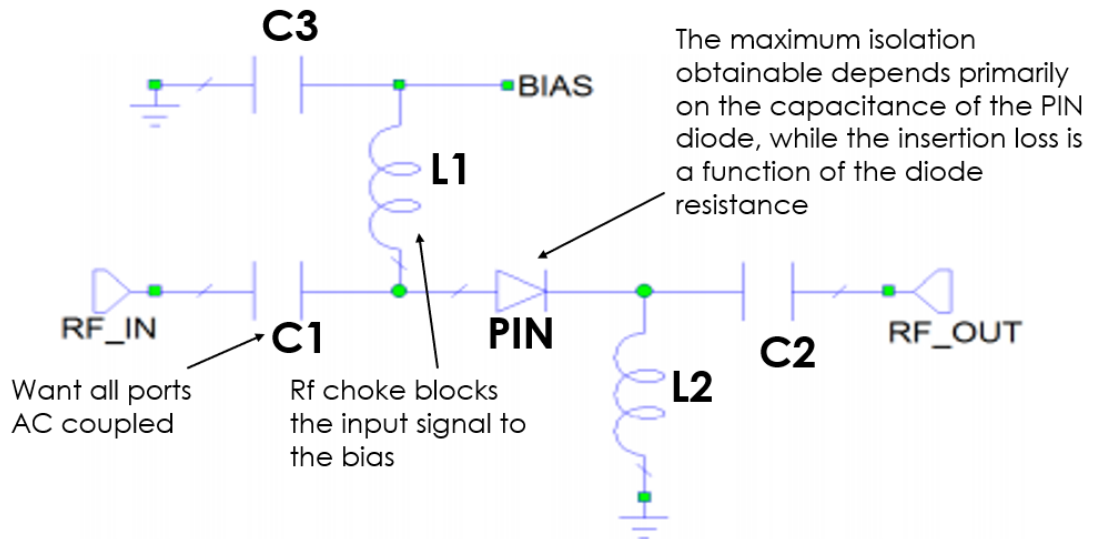 C3
The maximum isolation
obtainable depends primarily
on the capacitance of the PIN
diode, while the insertion loss is
a function of the diode
resistance
BIAS
L1
RF_IN
C1
PIN
C2
RF_OUT
L2
Want all ports
AC coupled
Rf choke blocks
the input signal to
the bias